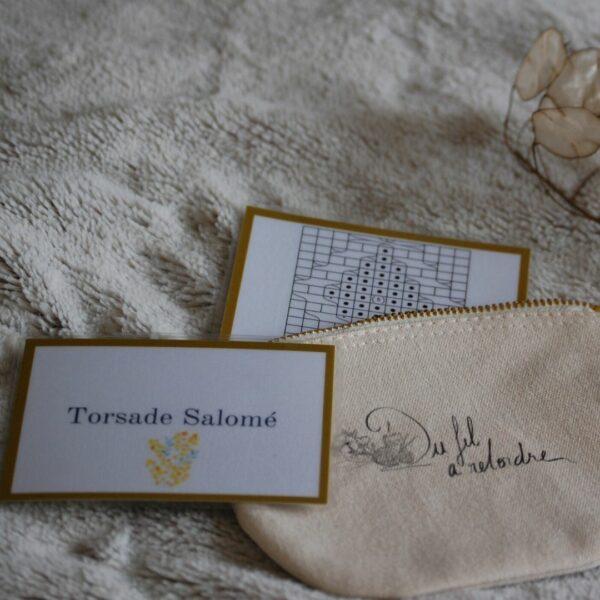 Torsade Salomé
Du fil
a retordre